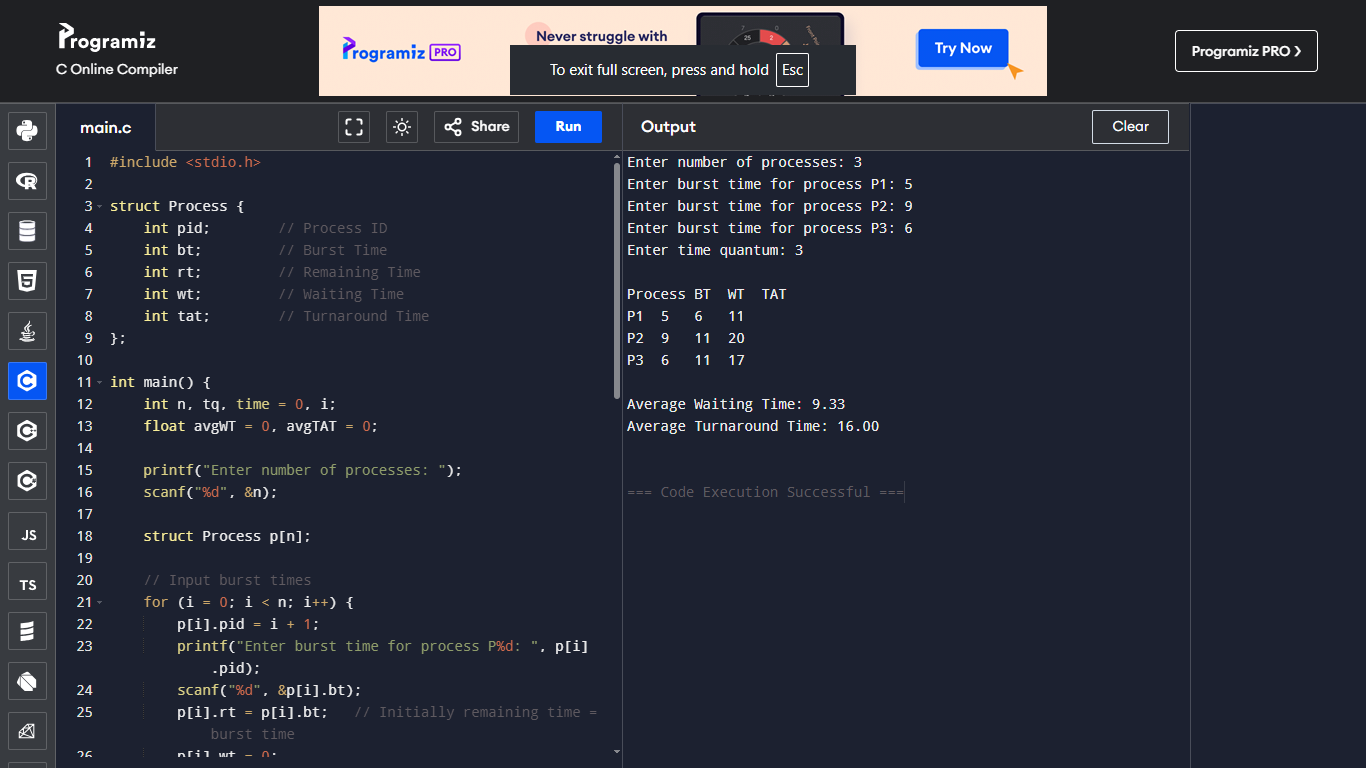 Programiz
C Online Compiler
Programiz PRO
Never struggle with
Try Now
Programiz PRO
To exit full screen, press and hold Esc
main.c
Share
Run
Output
Clear
1 #include <stdio.h>
2
3 struct Process {
4 int pid; // Process ID
5 int bt; // Burst Time
6 int rt; // Remaining Time
7 int wt; // Waiting Time
8 int tat; // Turnaround Time
9 };
10
11 int main() {
12 int n, tq, time = 0, i;
13 float avgWT = 0, avgTAT = 0;
14
15 printf("Enter number of processes: ");
16 scanf("%d", &n);
17
18 struct Process p[n];
19
20 // Input burst times
21 for (i = 0; i < n; i++) {
22 p[i].pid = i + 1;
23 printf("Enter burst time for process P%d: ", p[i]
.pid);
24 scanf("%d", &p[i].bt);
25 p[i].rt = p[i].bt; // Initially remaining time =
burst time
26 p[i].wt = 0;
Enter number of processes: 3
Enter burst time for process P1: 5
Enter burst time for process P2: 9
Enter burst time for process P3: 6
Enter time quantum: 3
Process BT WT TAT
P1 5 6 11
P2 9 11 20
P3 6 11 17
Average Waiting Time: 9.33
Average Turnaround Time: 16.00
=== Code Execution Successful ===
JS
TS